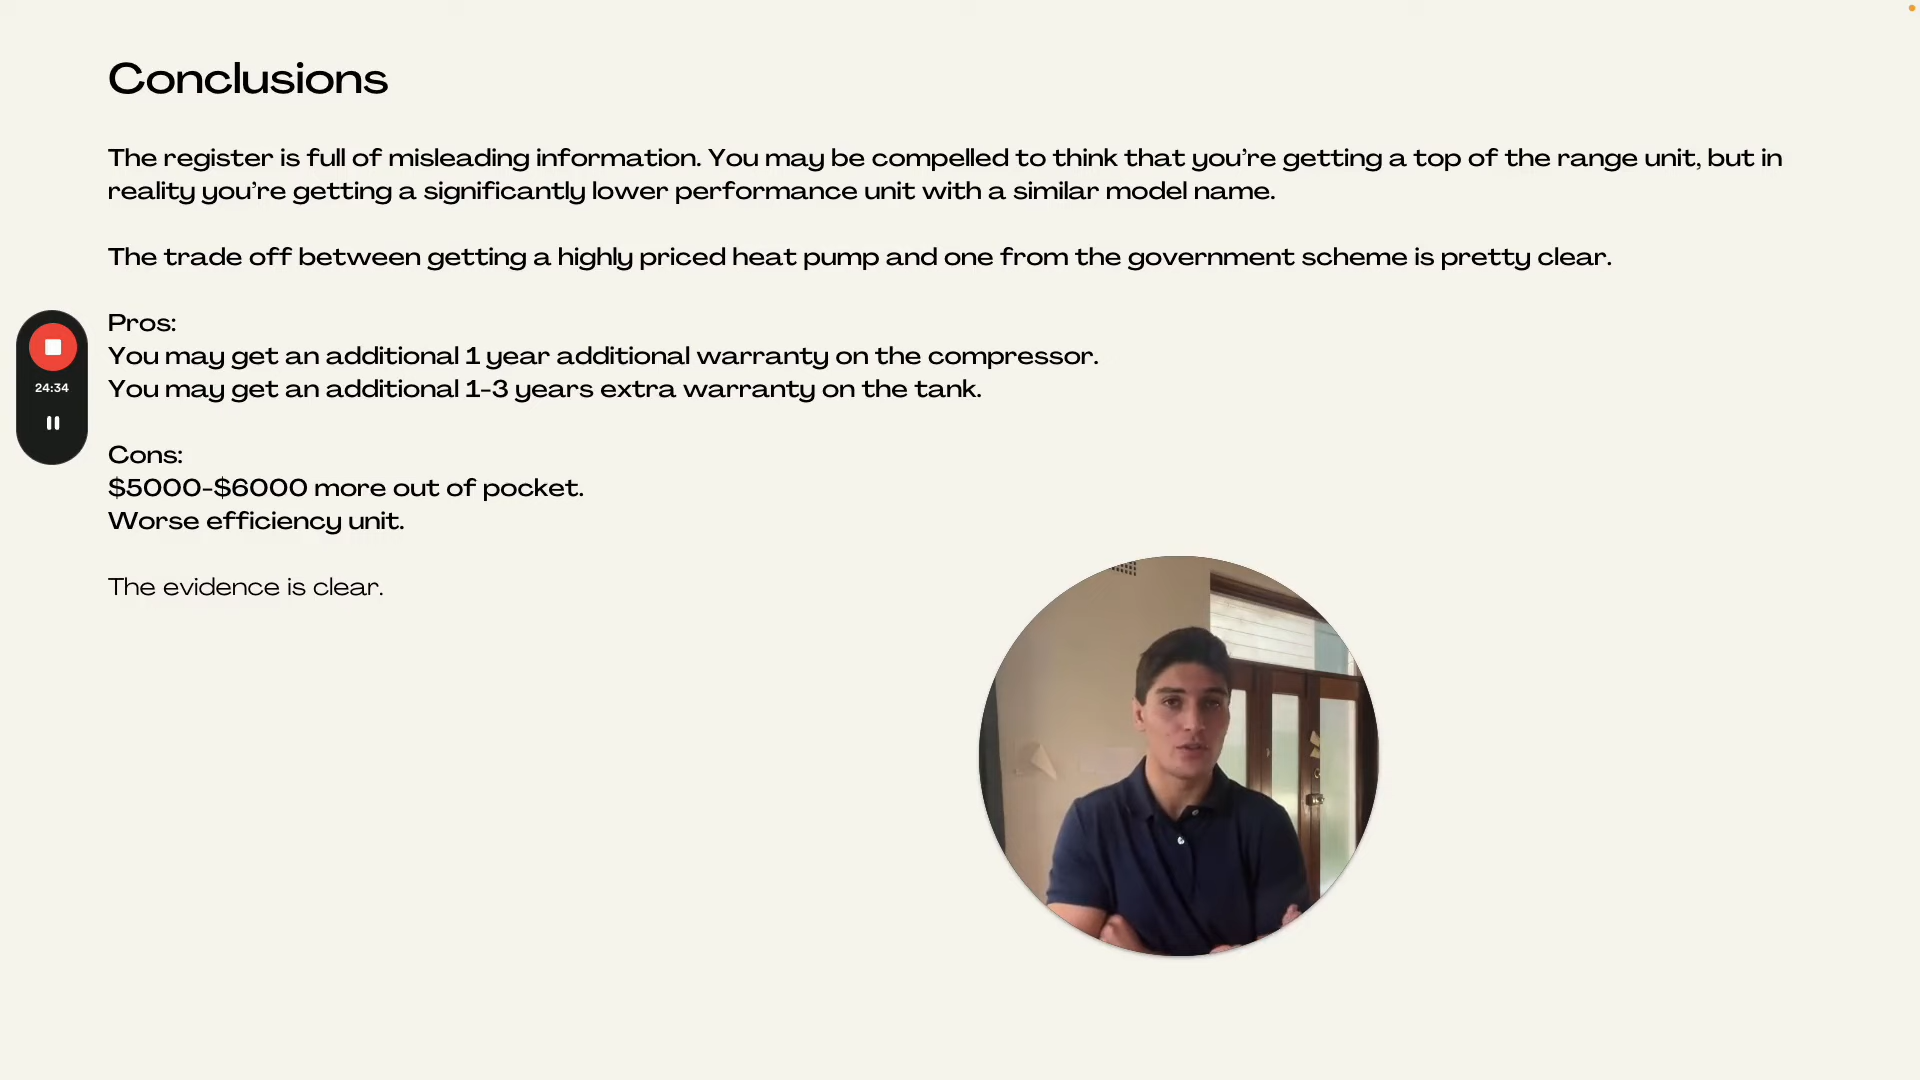 Conclusions
The register is full of misleading information. You may be compelled to think that you’re getting a top of the range unit, but in
reality you’re getting a significantly lower performance unit with a similar model name.
The trade off between getting a highly priced heat pump and one from the government scheme is pretty clear.
Pros:
You may get an additional 1 year additional warranty on the compressor.
You may get an additional 1-3 years extra warranty on the tank.
24:34
Cons:
$5000-$6000 more out of pocket.
Worse efficiency unit.
The evidence is clear.